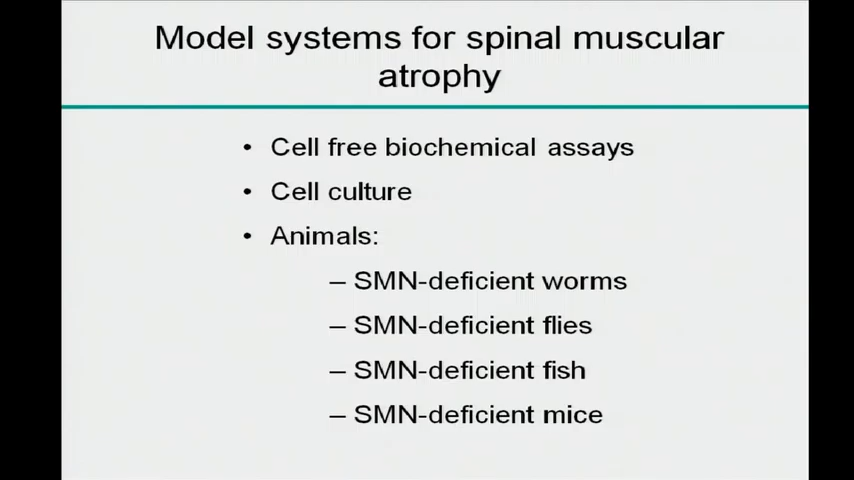 Model systems for spinal muscular
atrophy
• Cell free biochemical assays
• Cell culture
• Animals:
– SMN-deficient worms
– SMN-deficient flies
– SMN-deficient fish
– SMN-deficient mice